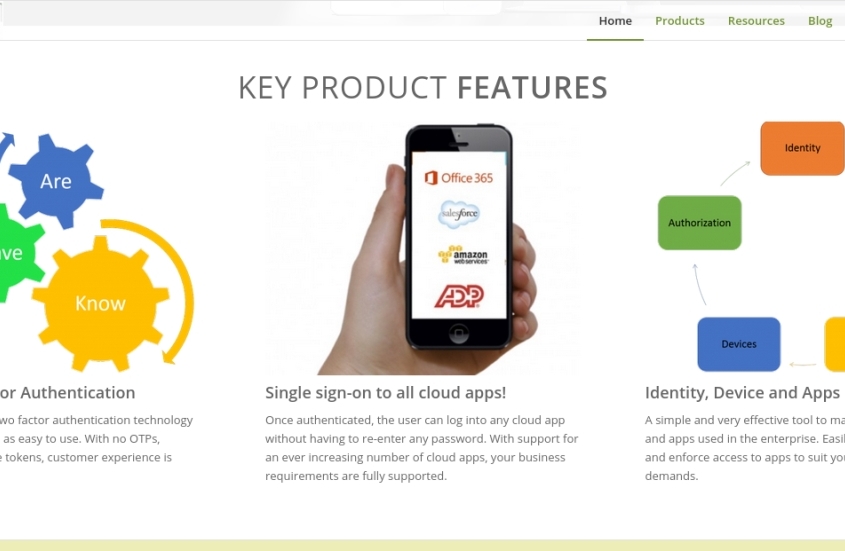 Home Products Resources Blog
KEY PRODUCT FEATURES
Are
ve
Know
Office 365
salesforce
amazon
webservices
ADP
Identity
Authorization
Devices
or Authentication
wo factor authentication technology
as easy to use. With no OTPs,
e tokens, customer experience is
Single sign-on to all cloud apps!
Once authenticated, the user can log into any cloud app
without having to re-enter any password. With support for
an ever increasing number of cloud apps, your business
requirements are fully supported.
Identity, Device and Apps
A simple and very effective tool to ma
and apps used in the enterprise. Easil
and enforce access to apps to suit you
demands.